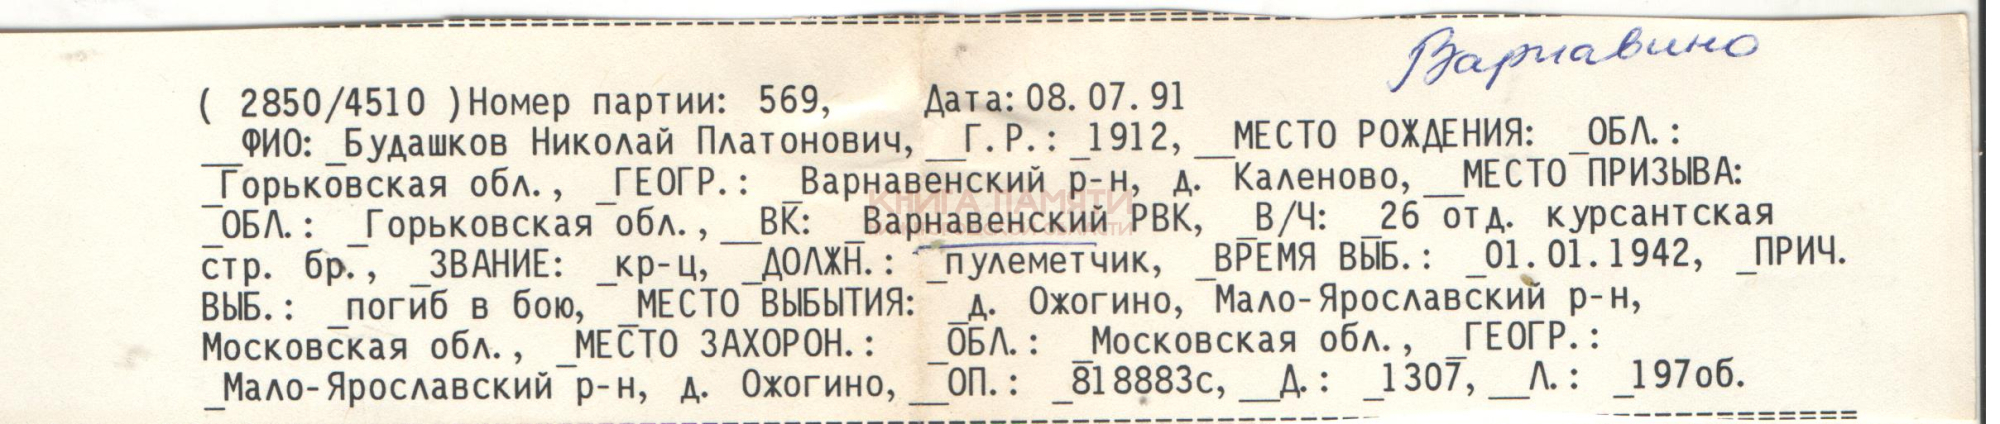 Варнавино
( 2850/4510 )Номер партии: 569, Дата: 08.07.91
__ФИО: _Будашков Николай Платонович, __Г.Р.: _1912, __МЕСТО РОЖДЕНИЯ: _ОБЛ.:
_Горьковская обл., _ГЕОГР.: _Варнавенский р-н, д. Каленово, __МЕСТО ПРИЗЫВА:
КНИГА ПАМЯТИ
_ОБЛ.: _Горьковская обл., __ВК: _Варнавенский РВК, _В/Ч: _26 отд. курсантская
стр. бр., _ЗВАНИЕ: _кр-ц, _ДОЛЖН.: _пулеметчик, _ВРЕМЯ ВЫБ.: _01.01.1942, _ПРИЧ.
ВЫБ.: _погиб в бою, _МЕСТО ВЫБЫТИЯ: _д. Ожогино, Мало-Ярославский р-н,
Московская обл., _МЕСТО ЗАХОРОН.: _ОБЛ.: _Московская обл., _ГЕОГР.:
_Мало-Ярославский р-н, д. Ожогино, __ОП.: _818883с, __Д.: _1307, __Л.: _197об.